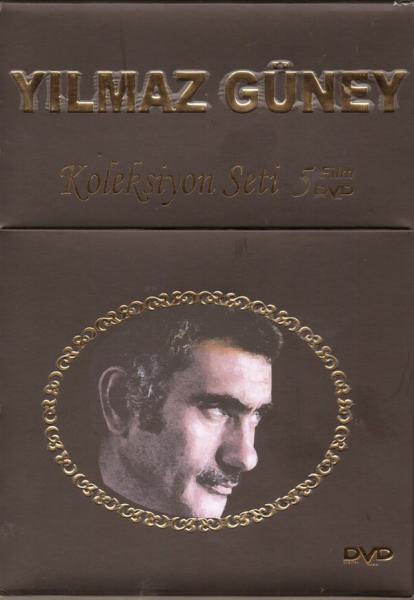 YILMAZ GÜNEY
Koleksiyon Seti 5 Film DVD
DVD